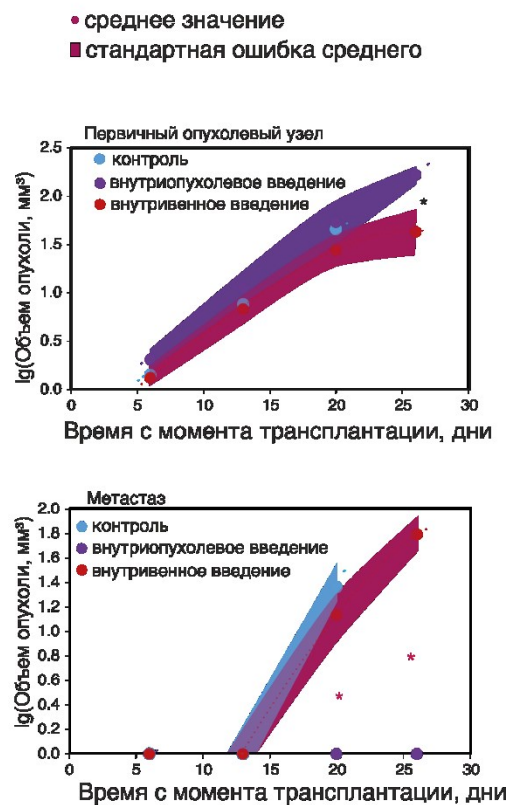 среднее значение
стандартная ошибка среднего
Первичный опухолевый узел
контроль
внутриопухолевое введение
внутривенное введение
lg(Объем опухоли, мм³)
2.5
2.0
1.5
1.0
0.5
0.0
*
0 5 10 15 20 25 30
Время с момента трансплантации, дни
Метастаз
контроль
внутриопухолевое введение
внутривенное введение
lg(Объем опухоли, мм³)
2.0
1.8
1.6
1.4
1.2
1.0
0.8
0.6
0.4
0.2
0.0
*
*
0 5 10 15 20 25 30
Время с момента трансплантации, дни